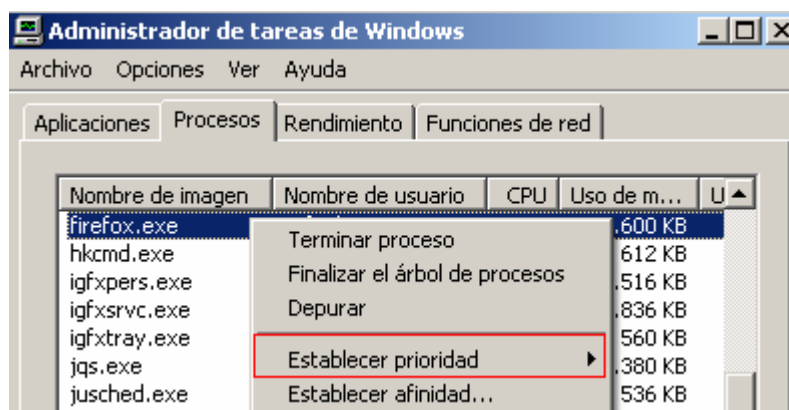 Administrador de tareas de Windows
Archivo Opciones Ver Ayuda
Aplicaciones Procesos Rendimiento Funciones de red
Nombre de imagen Nombre de usuario CPU Uso de m... U
firefox.exe .600 KB
Terminar proceso
hkcmd.exe 612 KB
Finalizar el árbol de procesos
igfxpers.exe .516 KB
igfxsrvc.exe Depurar .836 KB
igfxtray.exe 560 KB
jqs.exe Establecer prioridad .380 KB
jusched.exe Establecer afinidad... 536 KB